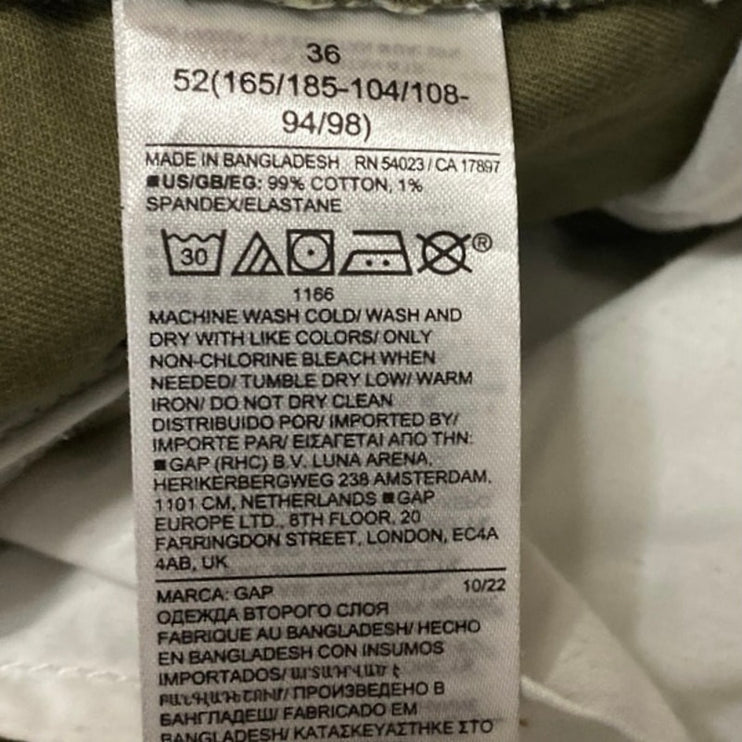 36
52(165/185-104/108-
94/98)
MADE IN BANGLADESH RN 54023 / CA 17897
■US/GB/EG: 99% COTTON, 1%
SPANDEX/ELASTANE
30
®
1166
MACHINE WASH COLD/ WASH AND
DRY WITH LIKE COLORS/ ONLY
NON-CHLORINE BLEACH WHEN
NEEDED/ TUMBLE DRY LOW/ WARM
IRON/ DO NOT DRY CLEAN
DISTRIBUIDO POR/ IMPORTED BY/
IMPORTE PAR/ ΕΙΣΑΓΕΤΑΙ ΑΠΟ ΤΗΝ:
■GAP (RHC) B.V. LUNA ARENA,
HERIKERBERGWEG 238 AMSTERDAM,
1101 CM, NETHERLANDS ■GAP
EUROPE LTD., 8TH FLOOR, 20
FARRINGDON STREET, LONDON, EC4A
4AB, UK
MARCA: GAP 10/22
ОДЕЖДА ВТОРОГО СЛОЯ
FABRIQUE AU BANGLADESH/ HECHO
EN BANGLADESH CON INSUMOS
IMPORTADOS/ ԱՐՏԱԴՐՎԱԾ Է
ԲԱՆԳԼԱԴԵՇՈՒՄ/ ПРОИЗВЕДЕНО В
БАНГЛАДЕШ/ FABRICADO EM
BANGLADESH/ ΚΑΤΑΣΚΕΥΑΣΤΗΚΕ ΣΤΟ